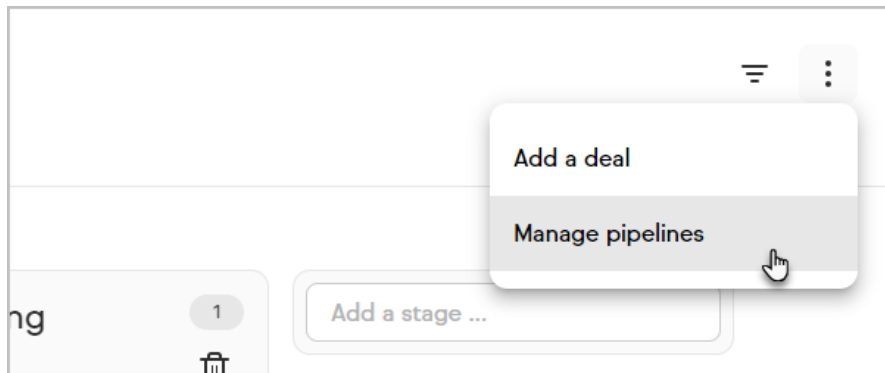 Add a deal
Manage pipelines
ng
1
Add a stage ...